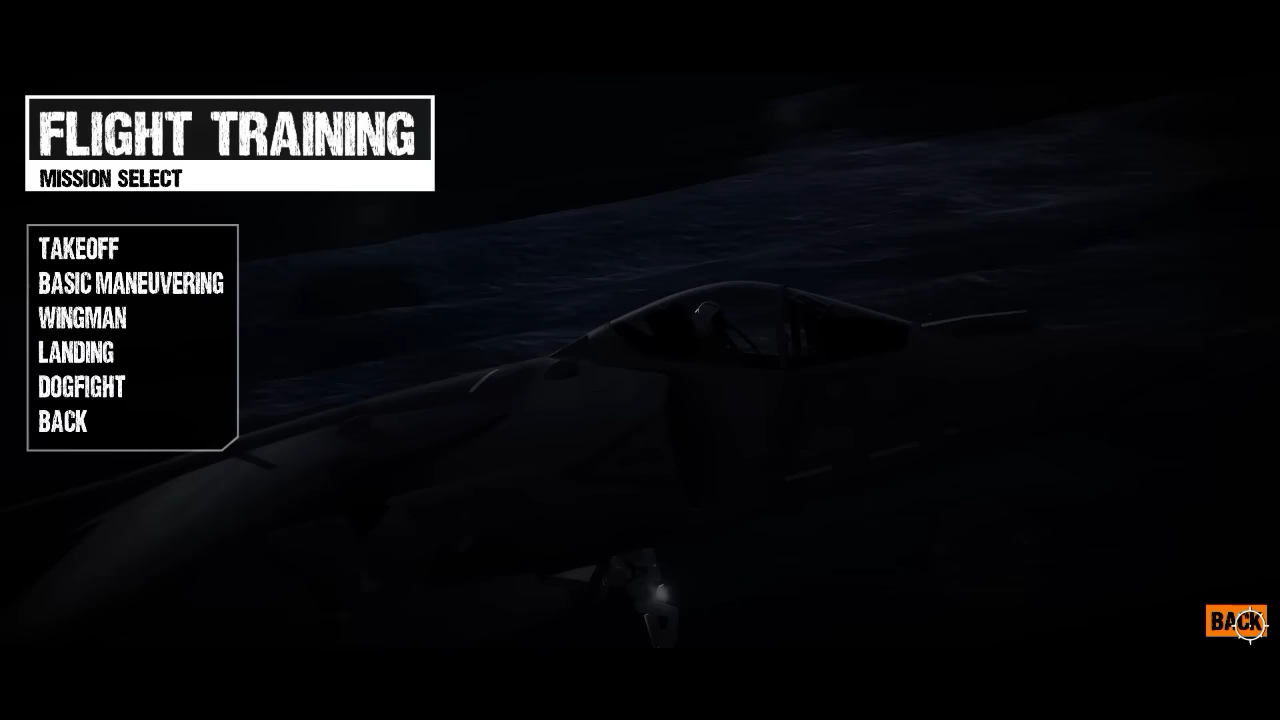 FLIGHT TRAINING
MISSION SELECT
TAKEOFF
BASIC MANEUVERING
WINGMAN
LANDING
DOGFIGHT
BACK
BACK